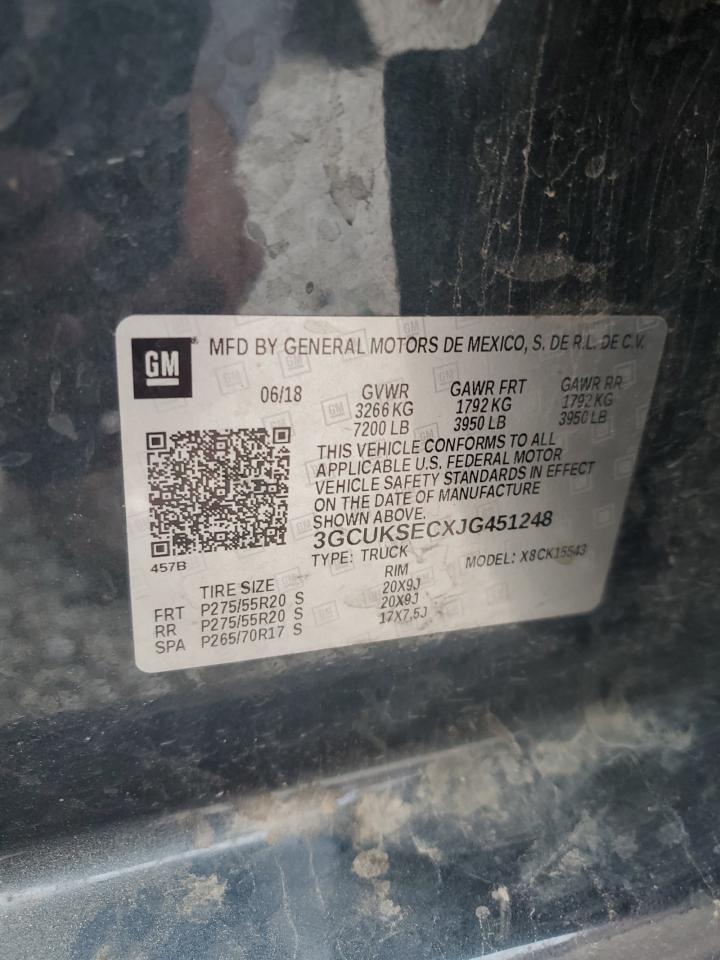 GM
MFD BY GENERAL MOTORS DE MEXICO, S. DE R.L. DE C.V.
06/18 GVWR GAWR FRT GAWR RR
3266 KG 1792 KG 1792 KG
7200 LB 3950 LB 3950 LB
THIS VEHICLE CONFORMS TO ALL
APPLICABLE U.S. FEDERAL MOTOR
VEHICLE SAFETY STANDARDS IN EFFECT
ON THE DATE OF MANUFACTURE
SHOWN ABOVE.
3GCUKSECXJG451248
457B
TYPE: TRUCK MODEL: X8CK15543
TIRE SIZE RIM
FRT P275/55R20 S 20X9J
RR P275/55R20 S 20X9J
SPA P265/70R17 S 17X7,5J